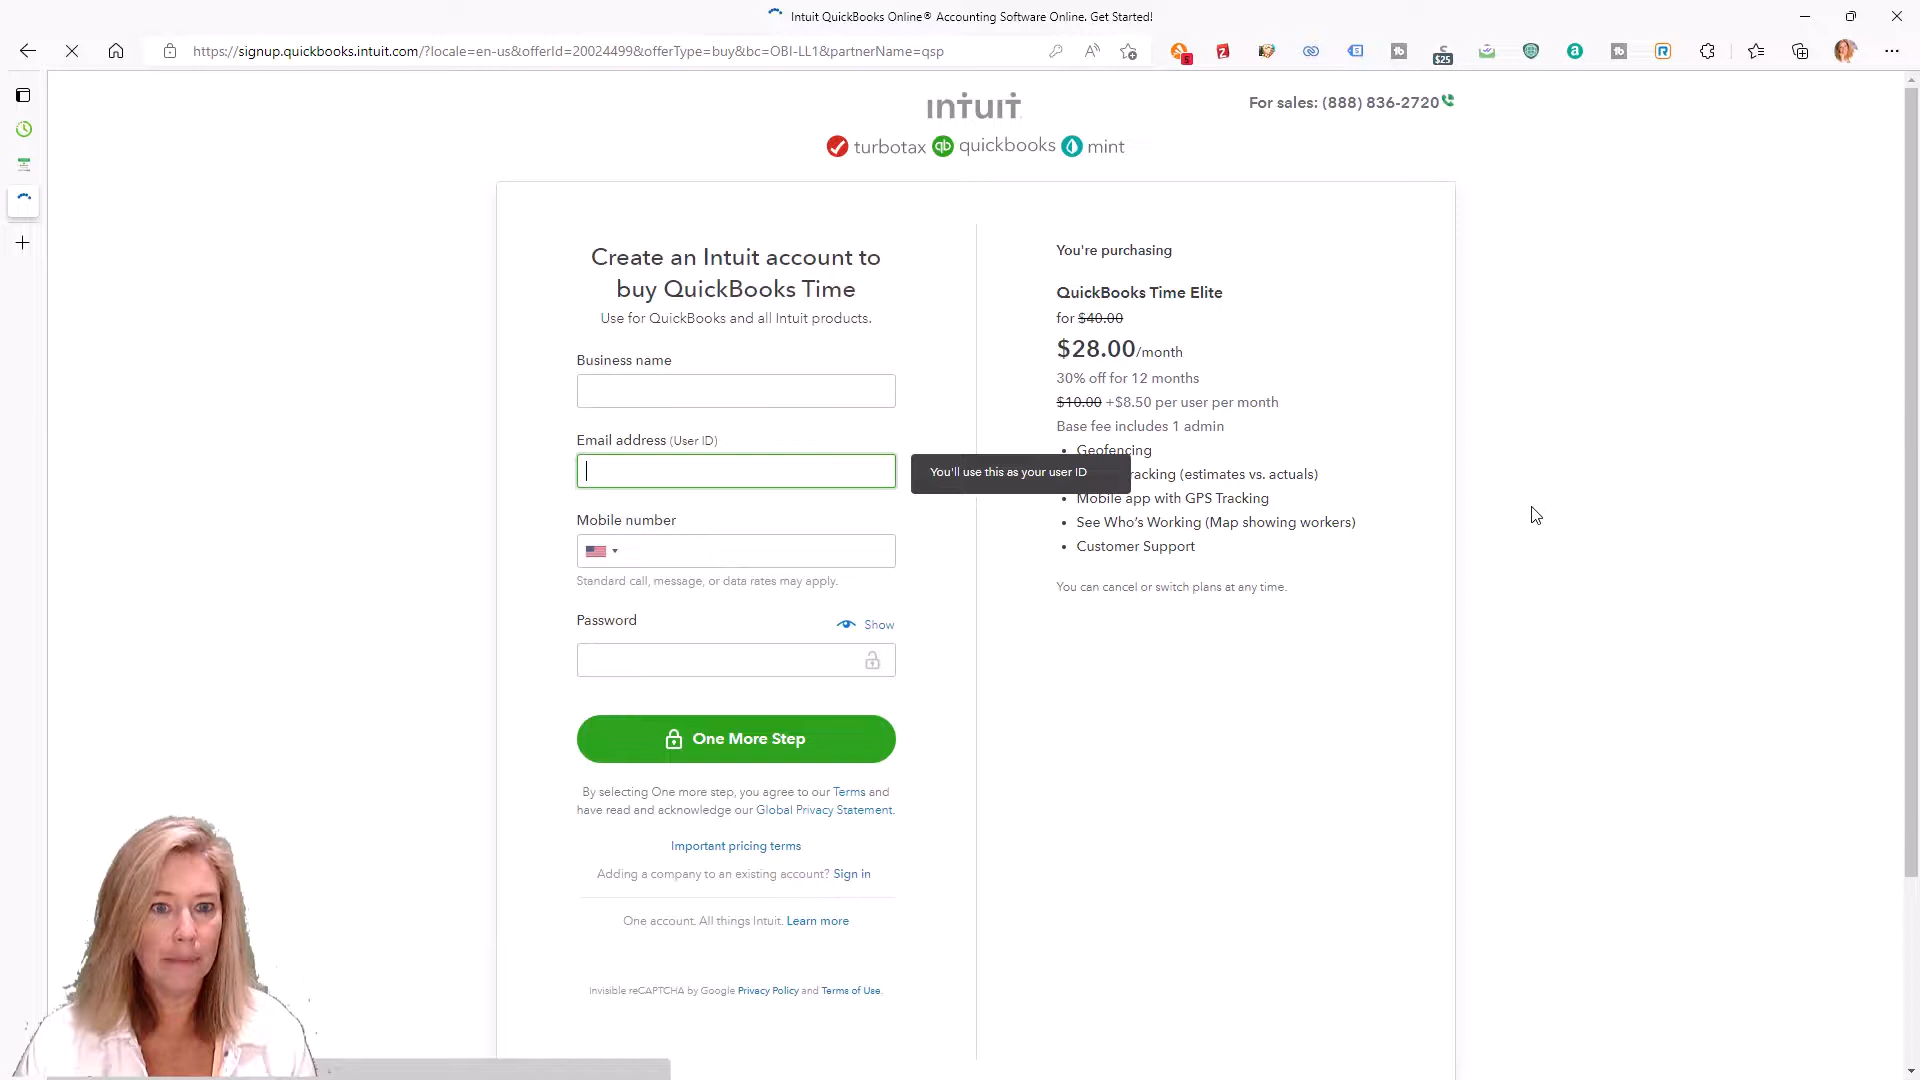 Intuit QuickBooks Online® Accounting Software Online. Get Started!
https://signup.quickbooks.intuit.com/?locale=en-us&offerId=20024499&offerType=buy&bc=OBI-LL1&partnerName=qsp
5
$25
intuit
For sales: (888) 836-2720
turbotax qb quickbooks mint
Create an Intuit account to
buy QuickBooks Time
Use for QuickBooks and all Intuit products.
Business name
Email address (User ID)
You'll use this as your user ID
Mobile number
Standard call, message, or data rates may apply.
Password
Show
One More Step
By selecting One more step, you agree to our Terms and
have read and acknowledge our Global Privacy Statement.
Important pricing terms
Adding a company to an existing account? Sign in
One account. All things Intuit. Learn more
Invisible reCAPTCHA by Google Privacy Policy and Terms of Use.
You're purchasing
QuickBooks Time Elite
for $40.00
$28.00/month
30% off for 12 months
$10.00 +$8.50 per user per month
Base fee includes 1 admin
• Geofencing
racking (estimates vs. actuals)
• Mobile app with GPS Tracking
• See Who's Working (Map showing workers)
• Customer Support
You can cancel or switch plans at any time.